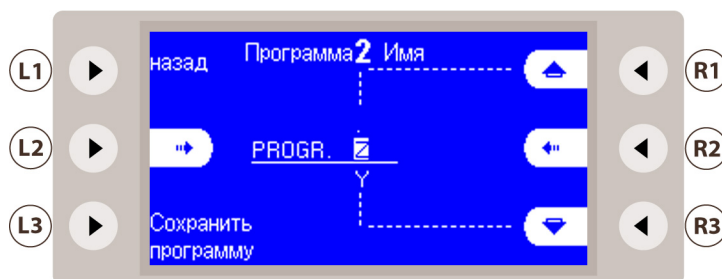 L1
назад
Программа 2 Имя
R1
L2
PROGR. Z
R2
Y
L3
Сохранить
программу
R3